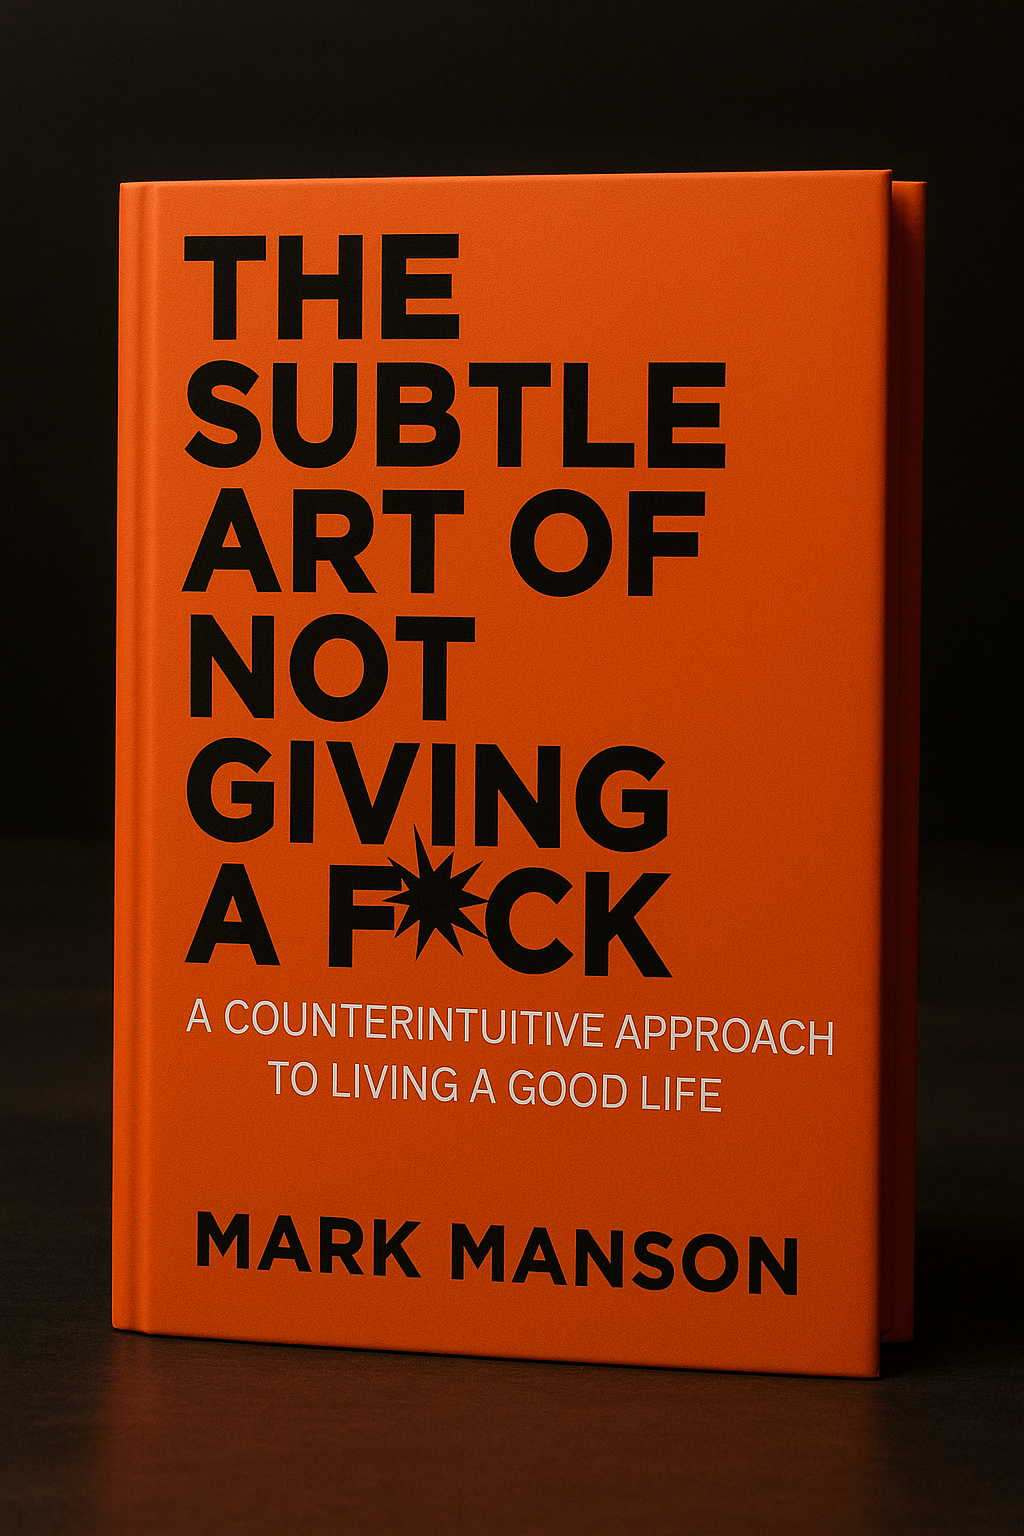 THE
SUBTLE
ART OF
NOT
GIVING
A F*CK
A COUNTERINTUITIVE APPROACH
TO LIVING A GOOD LIFE
MARK MANSON